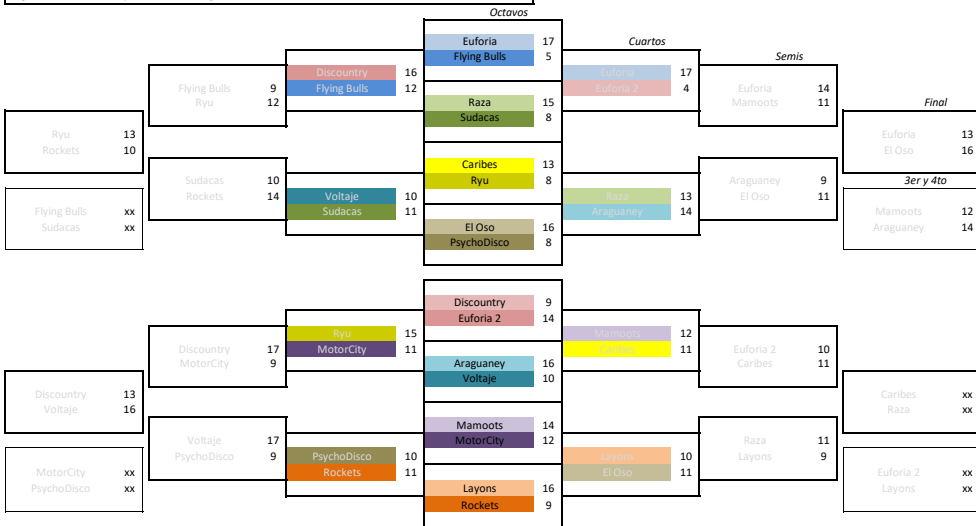 Octavos
Euforia 17
Flying Bulls 5
Cuartos
Discountry 16
Flying Bulls 12
Euforia 17
Euforia 2 4
Semis
Flying Bulls 9
Ryu 12
Raza 15
Sudacas 8
Euforia 14
Mamoots 11
Final
Ryu 13
Rockets 10
Euforia 13
El Oso 16
Caribes 13
Ryu 8
3er y 4to
Sudacas 10
Rockets 14
Voltaje 10
Sudacas 11
Raza 13
Araguaney 14
Araguaney 9
El Oso 11
Flying Bulls xx
Sudacas xx
El Oso 16
PsychoDisco 8
Mamoots 12
Araguaney 14
Discountry 9
Euforia 2 14
Ryu 15
MotorCity 11
Mamoots 12
Caribes 11
Discountry 17
MotorCity 9
Araguaney 16
Voltaje 10
Euforia 2 10
Caribes 11
Discountry 13
Voltaje 16
Caribes xx
Raza xx
Mamoots 14
MotorCity 12
Voltaje 17
PsychoDisco 9
PsychoDisco 10
Rockets 11
Layons 10
El Oso 11
Raza 11
Layons 9
MotorCity xx
PsychoDisco xx
Layons 16
Rockets 9
Euforia 2 xx
Layons xx